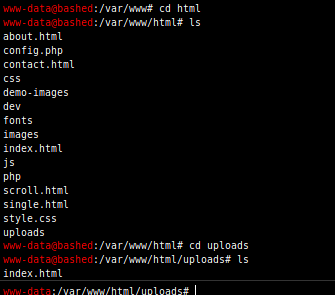 www-data@bashed:/var/www# cd html
www-data@bashed:/var/www/html# ls
about.html
config.php
contact.html
css
demo-images
dev
fonts
images
index.html
js
php
scroll.html
single.html
style.css
uploads
www-data@bashed:/var/www/html# cd uploads
www-data@bashed:/var/www/html/uploads# ls
index.html
www-data:/var/www/html/uploads#